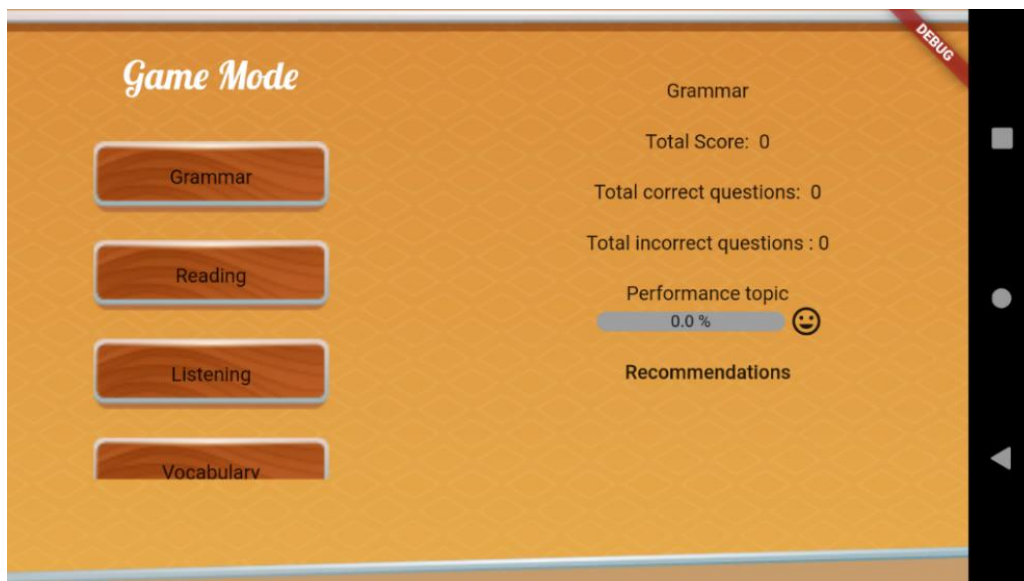 Game Mode
Grammar
Reading
Listening
Vocabulary
DEBUG
Grammar
Total Score: 0
Total correct questions: 0
Total incorrect questions : 0
Performance topic
0.0 %
Recommendations